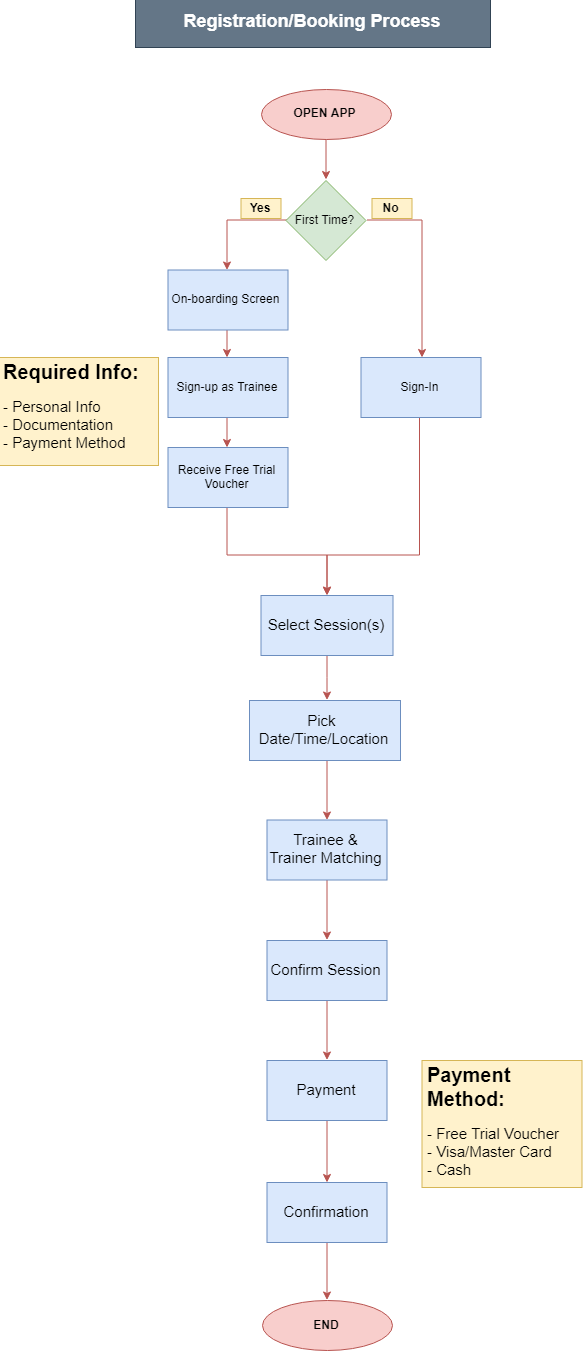 Registration/Booking Process
OPEN APP
Yes
First Time?
No
On-boarding Screen
Required Info:
- Personal Info
- Documentation
- Payment Method
Sign-up as Trainee
Sign-In
Receive Free Trial
Voucher
Select Session(s)
Pick
Date/Time/Location
Trainee &
Trainer Matching
Confirm Session
Payment
Payment
Method:
- Free Trial Voucher
- Visa/Master Card
- Cash
Confirmation
END